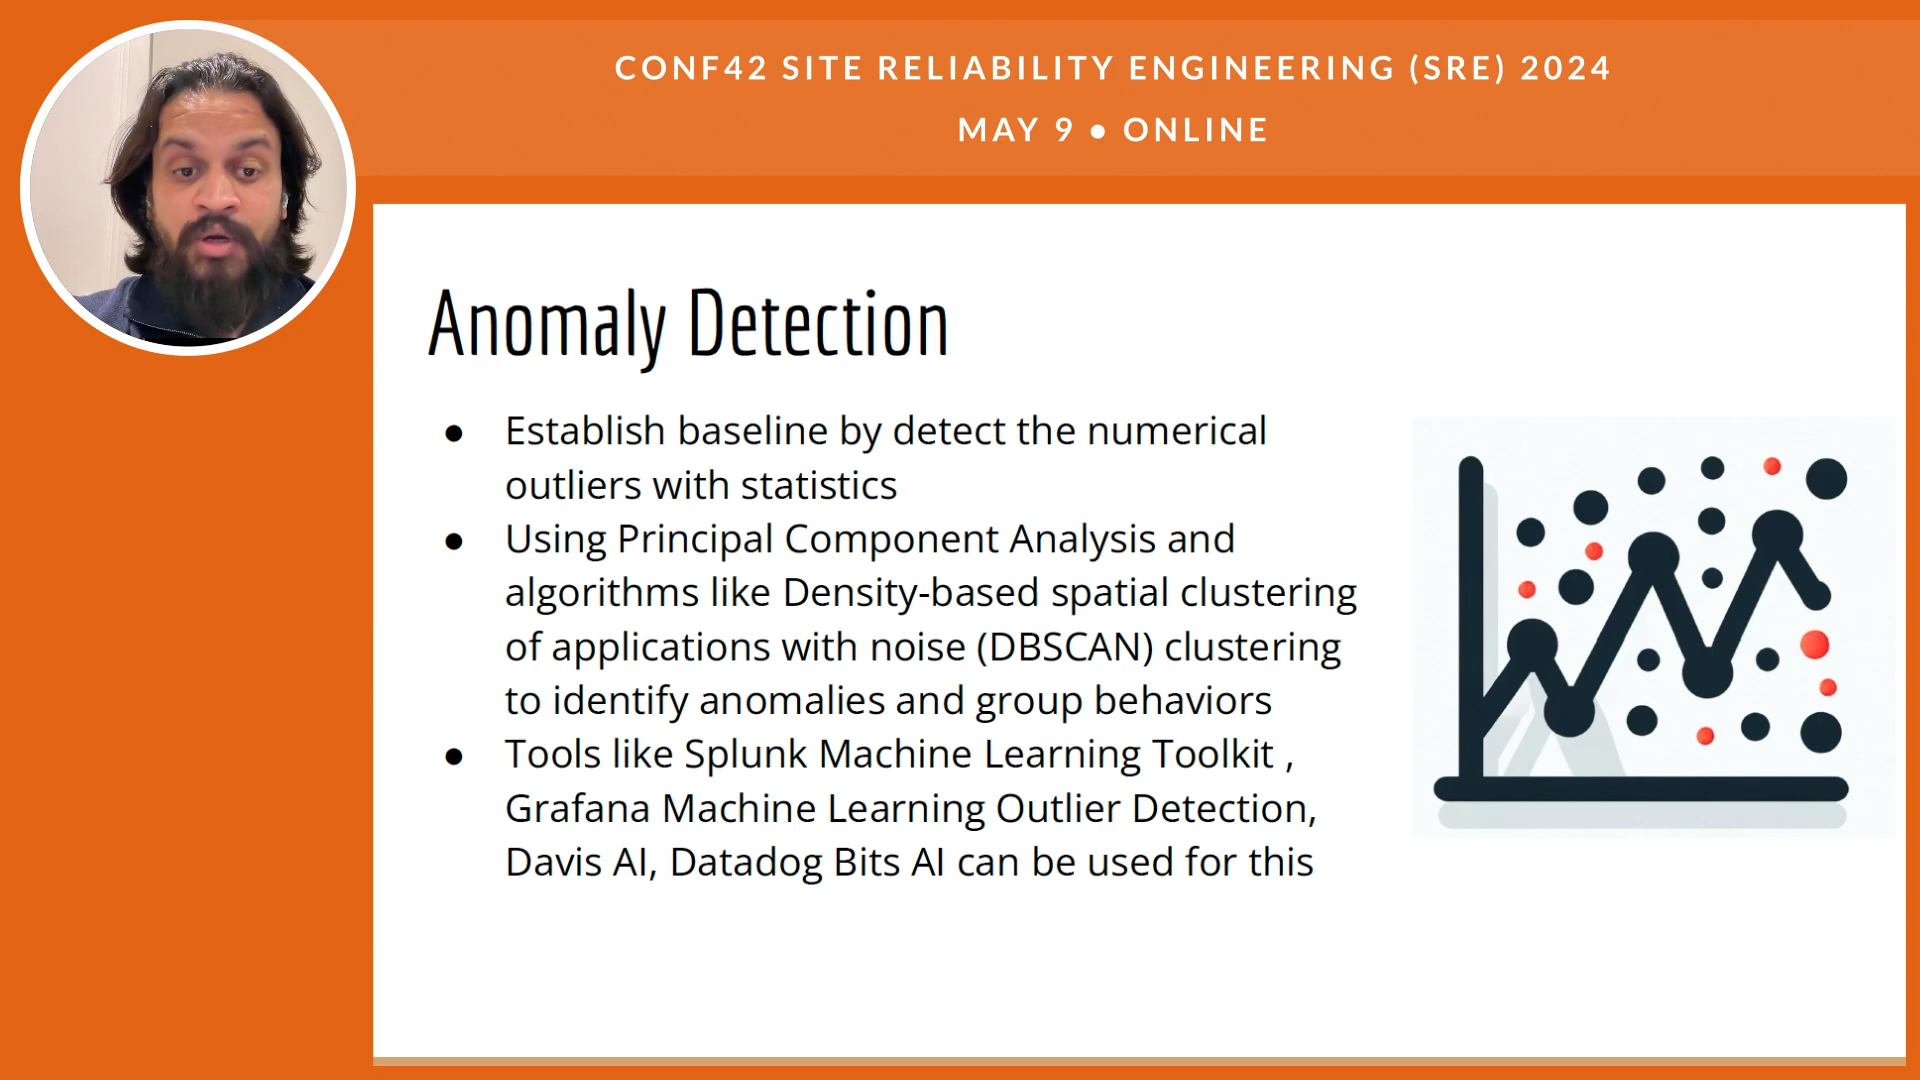 CONF42 SITE RELIABILITY ENGINEERING (SRE) 2024
MAY 9 ● ONLINE
Anomaly Detection
● Establish baseline by detect the numerical
outliers with statistics
● Using Principal Component Analysis and
algorithms like Density-based spatial clustering
of applications with noise (DBSCAN) clustering
to identify anomalies and group behaviors
● Tools like Splunk Machine Learning Toolkit ,
Grafana Machine Learning Outlier Detection,
Davis AI, Datadog Bits AI can be used for this